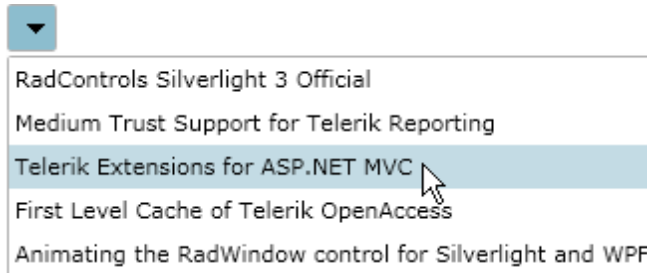 RadControls Silverlight 3 Official
Medium Trust Support for Telerik Reporting
Telerik Extensions for ASP.NET MVC
First Level Cache of Telerik OpenAccess
Animating the RadWindow control for Silverlight and WPF